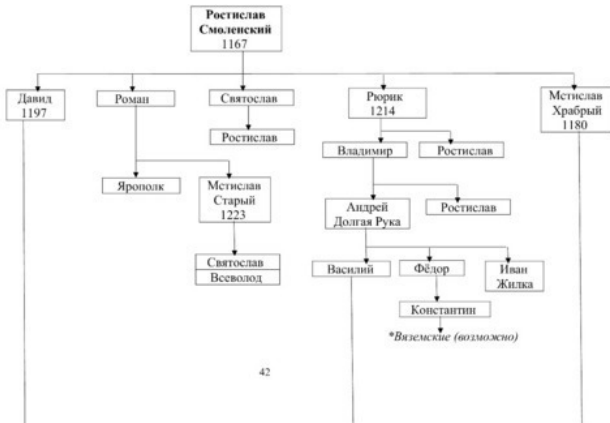 Ростислав
Смоленский
1167
Давид
1197
Роман
Святослав
Рюрик
1214
Мстислав
Храбрый
1180
Ростислав
Владимир
Ростислав
Ярополк
Мстислав
Старый
1223
Андрей
Долгая Рука
Ростислав
Святослав
Всеволод
Василий
Фёдор
Иван
Жилка
Константин
*Вяземские (возможно)
42